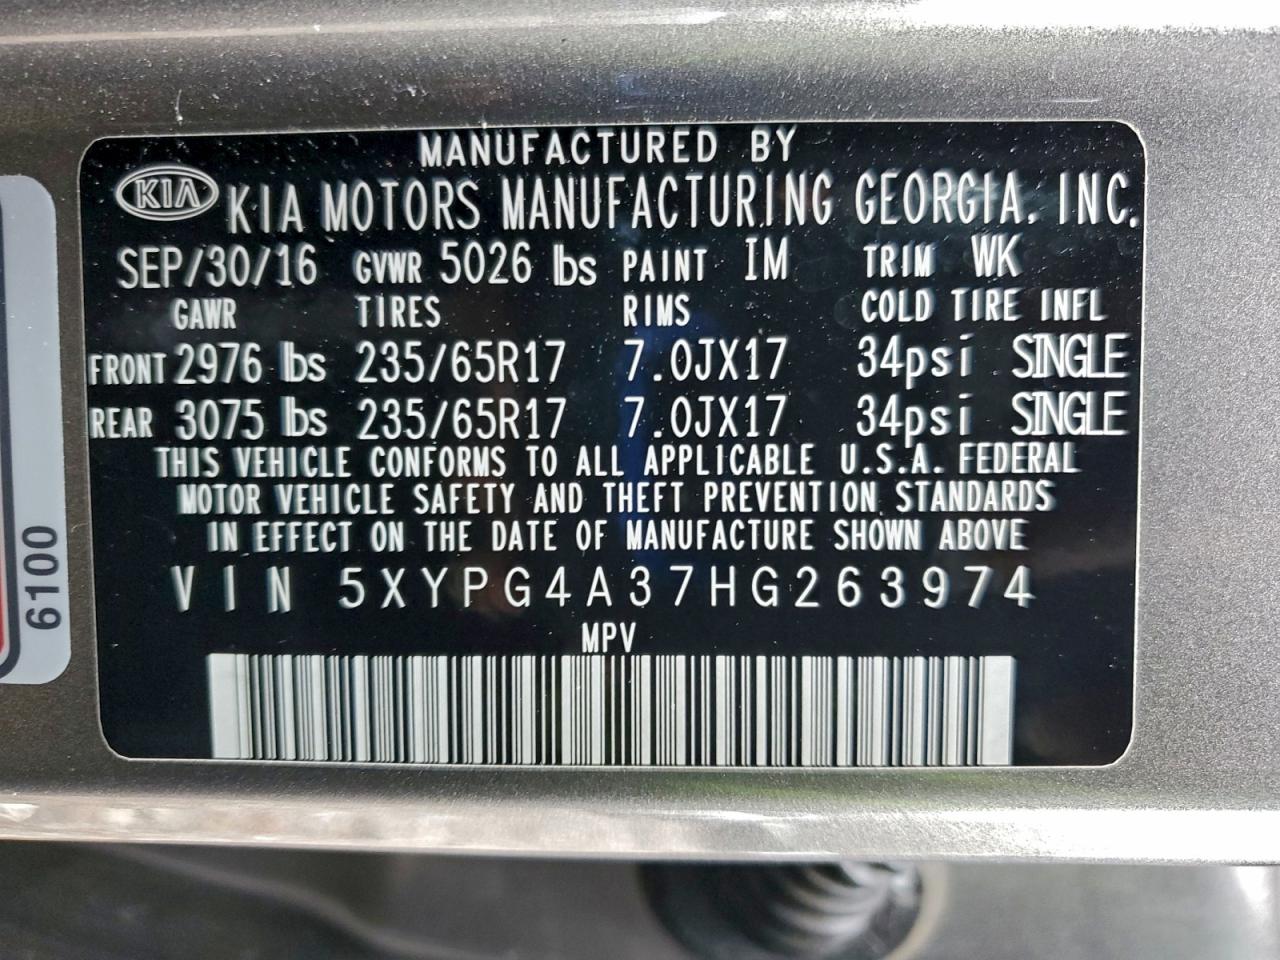 MANUFACTURED BY
KIA KIA MOTORS MANUFACTURING GEORGIA, INC.
SEP/30/16 GVWR 5026 lbs PAINT IM TRIM WK
GAWR TIRES RIMS COLD TIRE INFL
FRONT 2976 lbs 235/65R17 7.0JX17 34psi SINGLE
REAR 3075 lbs 235/65R17 7.0JX17 34psi SINGLE
THIS VEHICLE CONFORMS TO ALL APPLICABLE U.S.A. FEDERAL
MOTOR VEHICLE SAFETY AND THEFT PREVENTION STANDARDS
IN EFFECT ON THE DATE OF MANUFACTURE SHOWN ABOVE
VIN 5XYPG4A37HG263974
MPV
6100